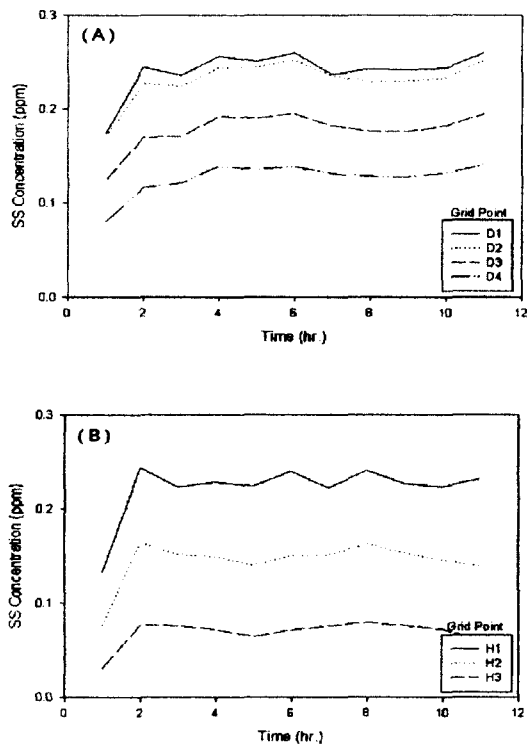 ( A )
SS Concentration (ppm)
0.3
0.2
0.1
0.0
Grid Point
D1
D2
D3
D4
0 2 4 6 8 10 12
Time (hr.)
( B )
SS Concentration (ppm)
0.3
0.2
0.1
0.0
Grid Point
H1
H2
H3
0 2 4 6 8 10 12
Time (hr.)